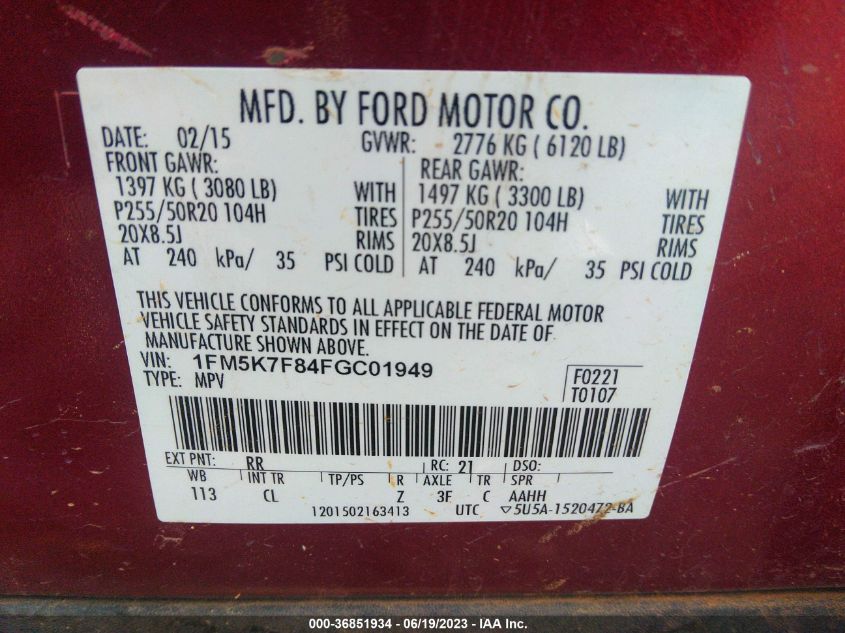 MFD. BY FORD MOTOR CO.
DATE: 02/15 GVWR: 2776 KG ( 6120 LB)
FRONT GAWR: REAR GAWR:
1397 KG ( 3080 LB) WITH 1497 KG ( 3300 LB) WITH
P255/50R20 104H TIRES P255/50R20 104H TIRES
20X8.5J RIMS 20X8.5J RIMS
AT 240 kPa/ 35 PSI COLD AT 240 kPa/ 35 PSI COLD
THIS VEHICLE CONFORMS TO ALL APPLICABLE FEDERAL MOTOR
VEHICLE SAFETY STANDARDS IN EFFECT ON THE DATE OF
MANUFACTURE SHOWN ABOVE.
VIN: 1FM5K7F84FGC01949
TYPE: MPV
F0221
T0107
EXT PNT: RR RC: 21 DSO:
WB INT TR TP/PS R AXLE TR SPR
113 CL Z 3F C AAHH
1201502163413 UTC ▽5U5A-1520472-BA
000-36851934 - 06/19/2023 - IAA Inc.